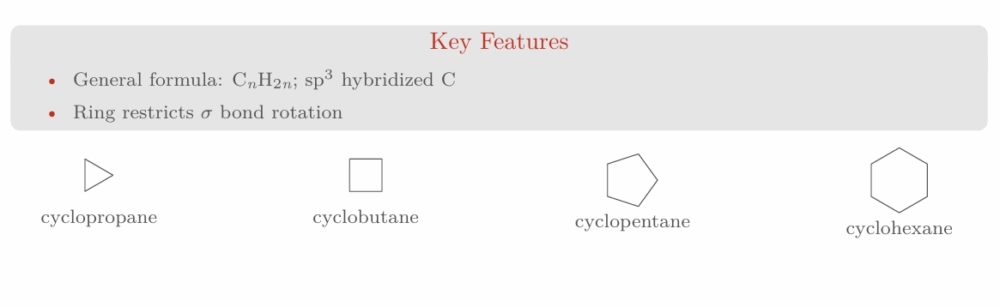 Key Features
• General formula: CₙH₂ₙ; sp³ hybridized C
• Ring restricts σ bond rotation
cyclopropane cyclobutane cyclopentane cyclohexane